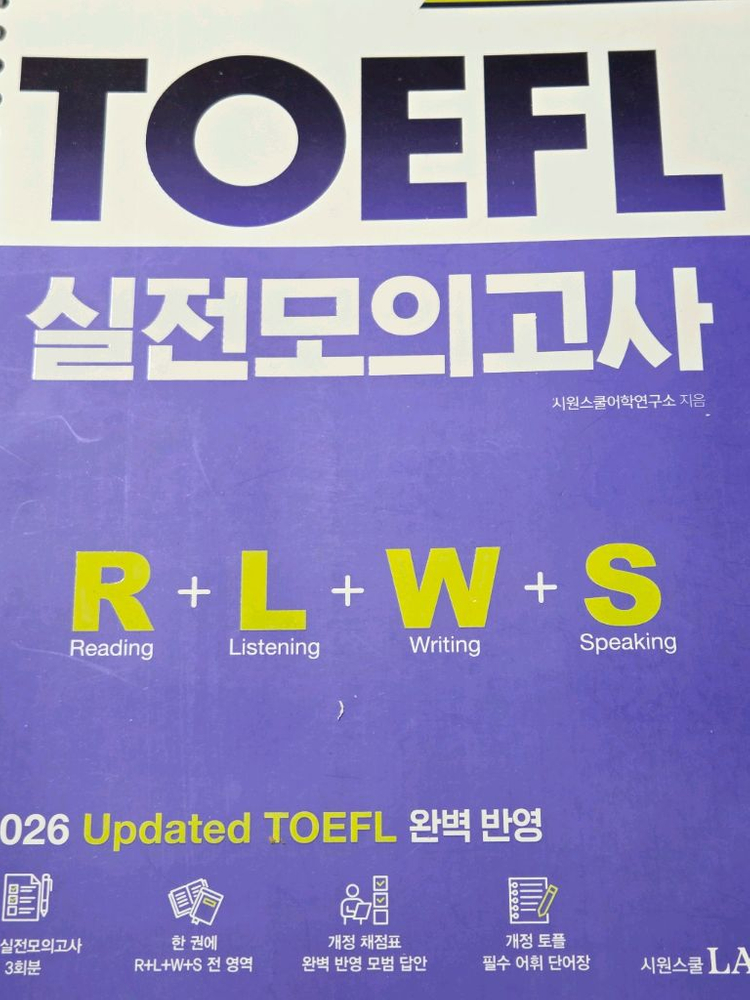 TOEFL
실전모의고사
시원스쿨어학연구소 지음
R + L + W + S
Reading Listening Writing Speaking
026 Updated TOEFL 완벽 반영
실전모의고사
3회분
한 권에
R+L+W+S 전 영역
개정 채점표
완벽 반영 모범 답안
개정 토플
필수 어휘 단어장
시원스쿨 LA